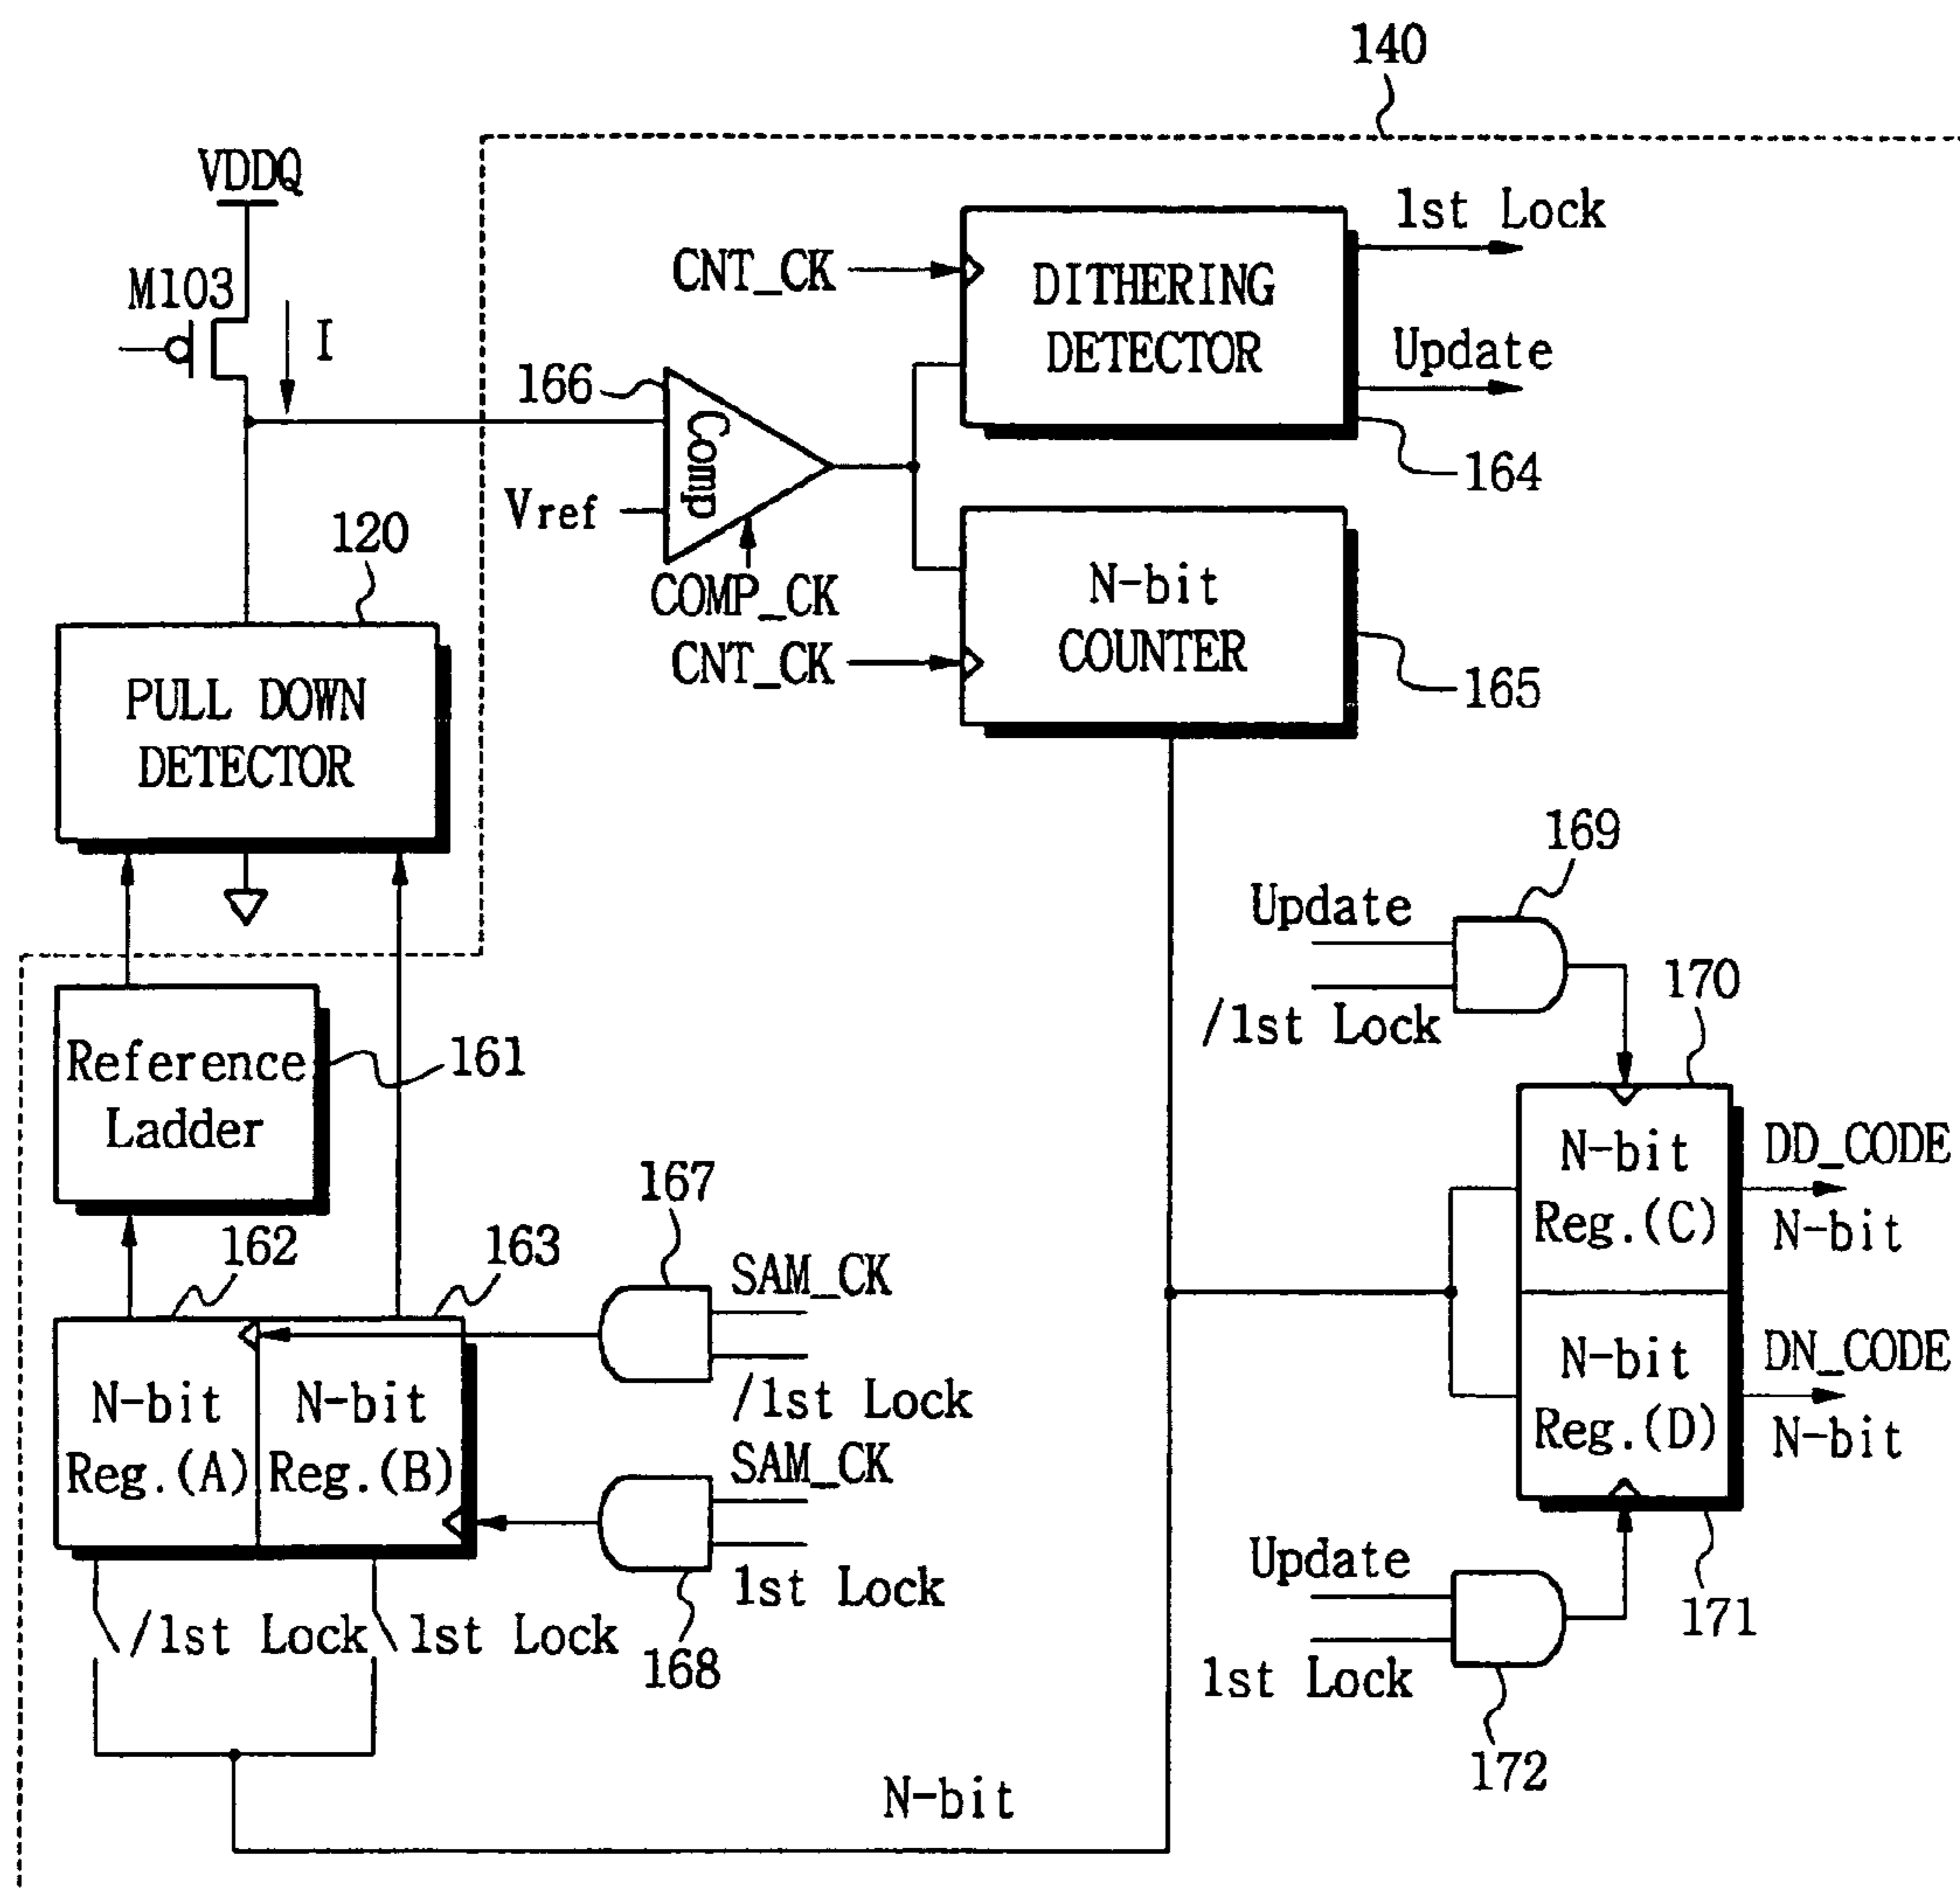 140
VDDQ
M103
I
CNT_CK
DITHERING
DETECTOR
1st Lock
Update
164
166
Comp
Vref
COMP_CK
CNT_CK
N-bit
COUNTER
165
120
PULL DOWN
DETECTOR
169
Update
/1st Lock
170
Reference
Ladder
161
N-bit
Reg.(C)
DD_CODE
N-bit
N-bit
Reg.(D)
DN_CODE
N-bit
162
163
167
SAM_CK
/1st Lock
N-bit
Reg.(A)
N-bit
Reg.(B)
SAM_CK
1st Lock
168
/1st Lock
1st Lock
Update
1st Lock
171
172
N-bit